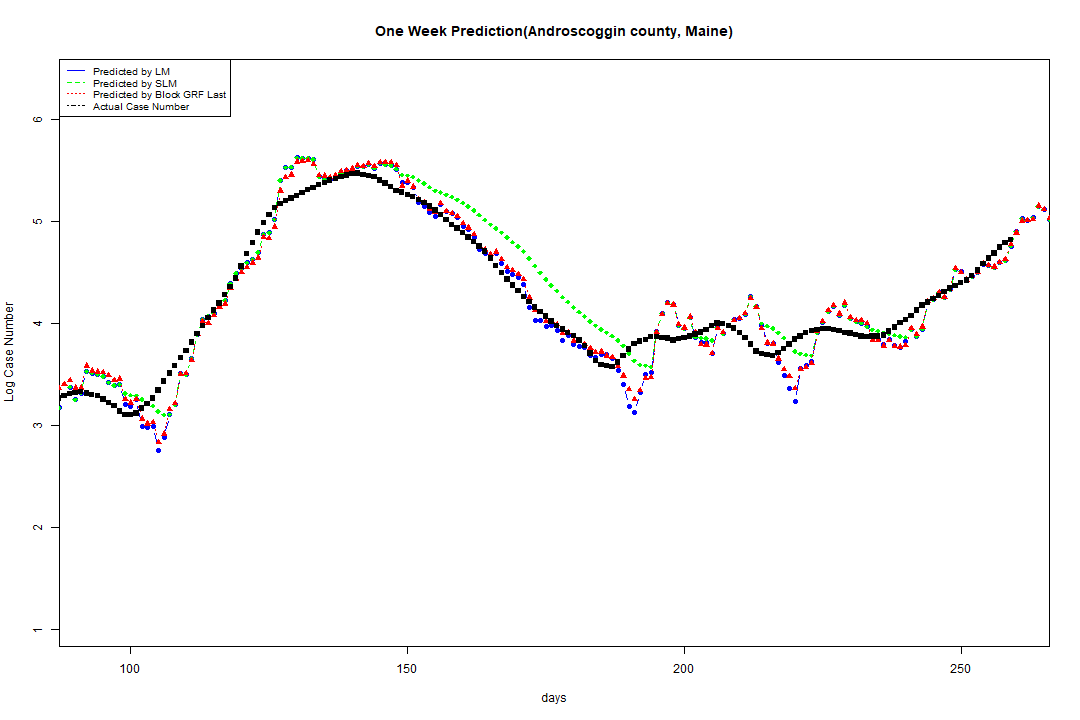 One Week Prediction(Androscoggin county, Maine)
Predicted by LM
Predicted by SLM
Predicted by Block GRF Last
Actual Case Number
Log Case Number
6
5
4
3
2
1
100 150 200 250
days